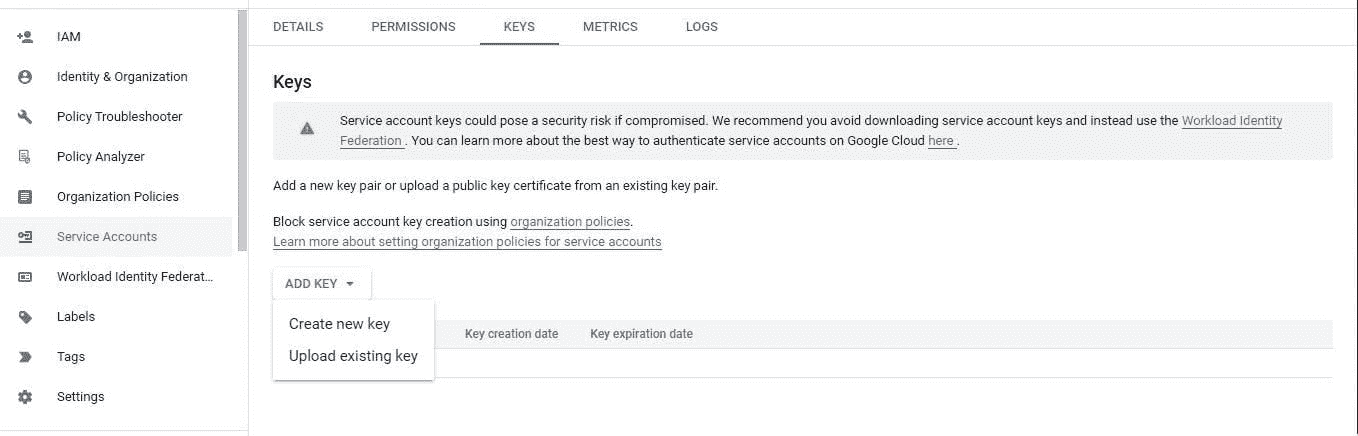 IAM
Identity & Organization
Policy Troubleshooter
Policy Analyzer
Organization Policies
Service Accounts
Workload Identity Federat...
Labels
Tags
Settings
DETAILS PERMISSIONS KEYS METRICS LOGS
Keys
Service account keys could pose a security risk if compromised. We recommend you avoid downloading service account keys and instead use the Workload Identity
Federation . You can learn more about the best way to authenticate service accounts on Google Cloud here .
Add a new key pair or upload a public key certificate from an existing key pair.
Block service account key creation using organization policies.
Learn more about setting organization policies for service accounts
ADD KEY
Create new key
Upload existing key
Key creation date Key expiration date